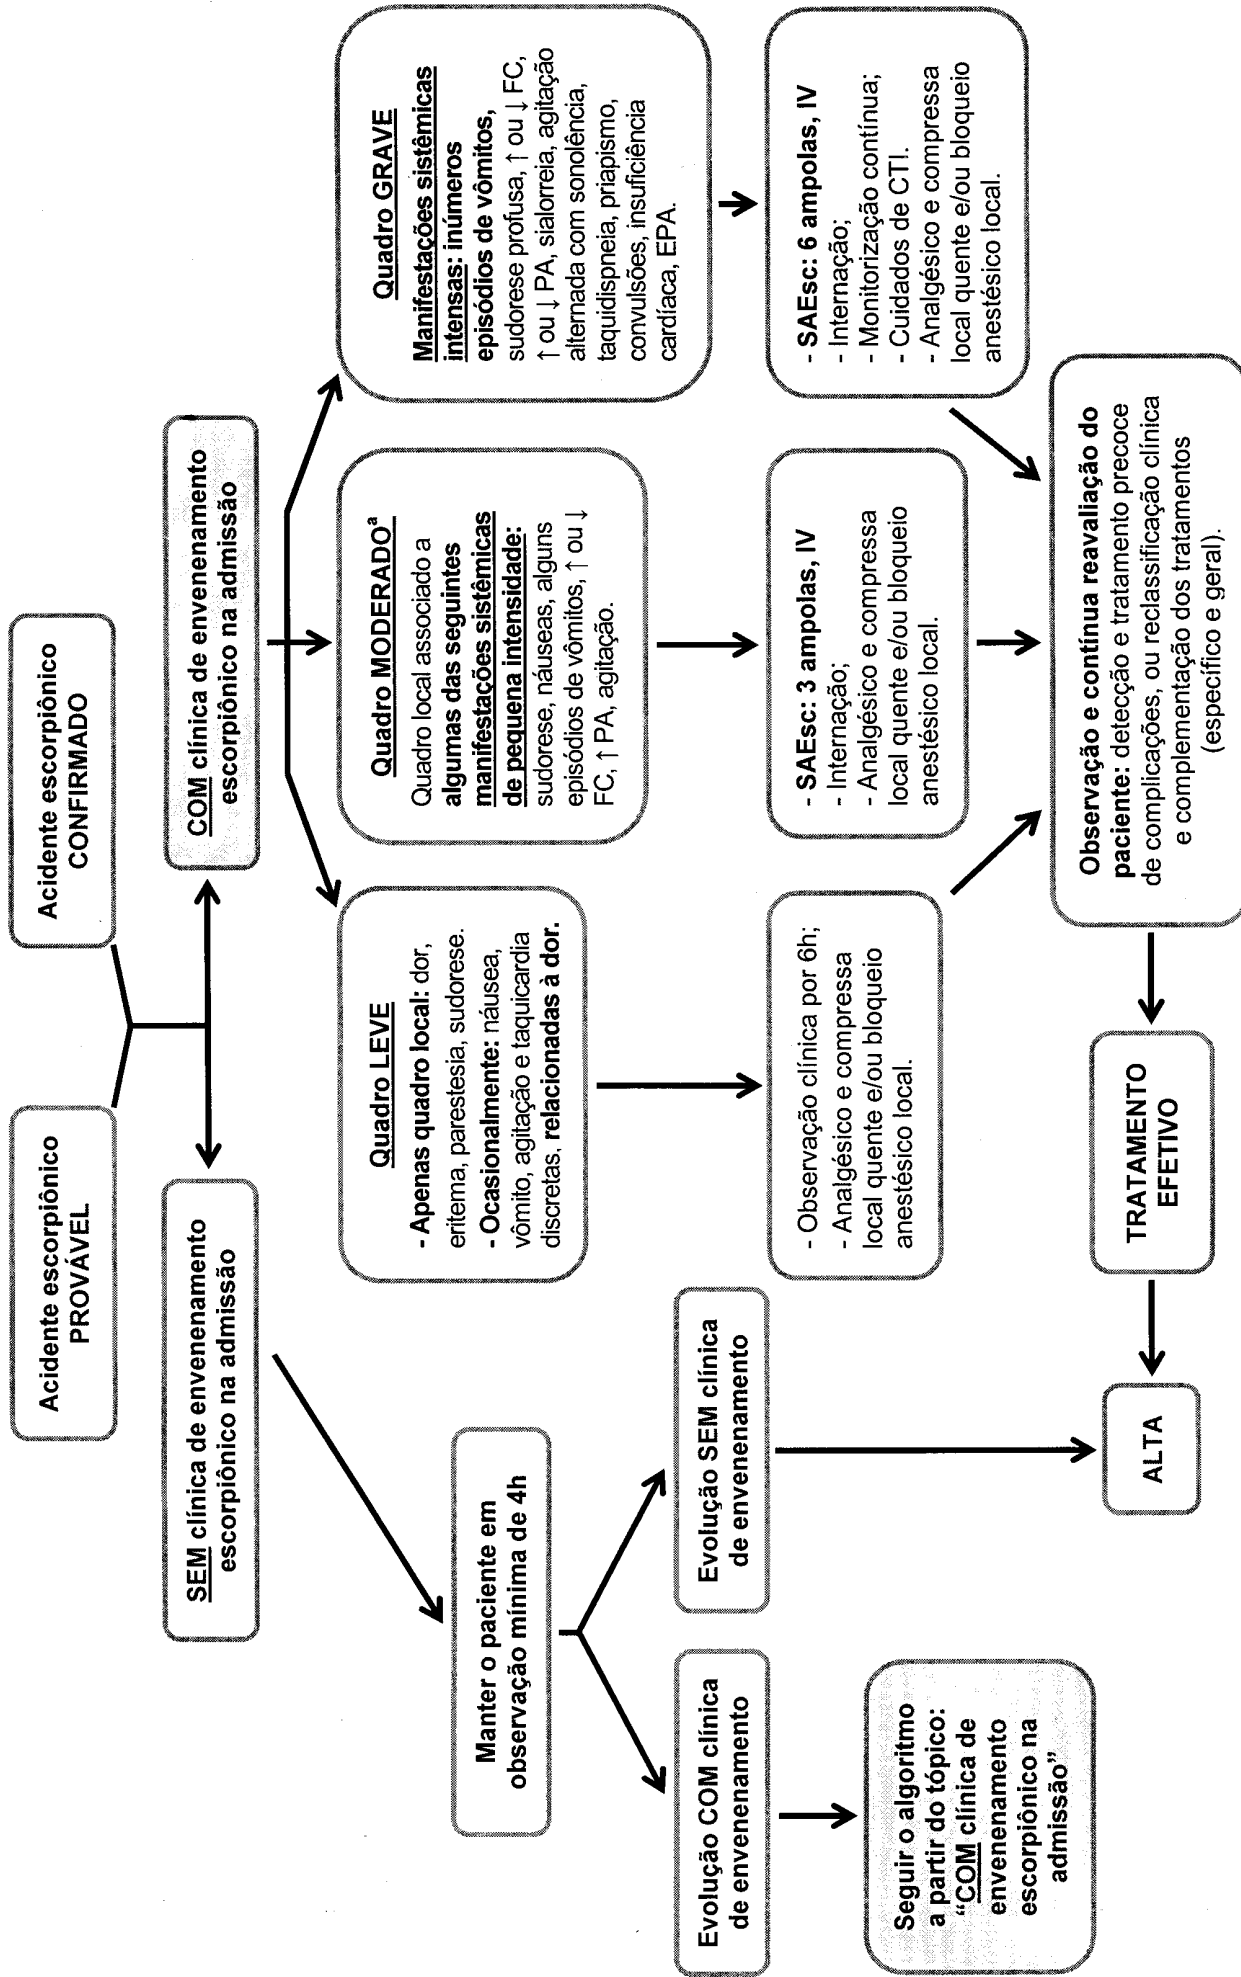 Acidente escorpiônico
PROVÁVEL
Acidente escorpiônico
CONFIRMADO
SEM clínica de envenenamento
escorpiônico na admissão
COM clínica de envenenamento
escorpiônico na admissão
Manter o paciente em
observação mínima de 4h
Evolução COM clínica
de envenenamento
Evolução SEM clínica
de envenenamento
Seguir o algoritmo
a partir do tópico:
“COM clínica de
envenenamento
escorpiônico na
admissão”
Quadro LEVE
- Apenas quadro local: dor,
eritema, parestesia, sudorese.
- Ocasionalmente: náusea,
vômito, agitação e taquicardia
discretas, relacionadas à dor.
Quadro MODERADOª
Quadro local associado a
algumas das seguintes
manifestações sistêmicas
de pequena intensidade:
sudorese, náuseas, alguns
episódios de vômitos, ↑ ou ↓
FC, ↑ PA, agitação.
Quadro GRAVE
Manifestações sistêmicas
intensas: inúmeros
episódios de vômitos,
sudorese profusa, ↑ ou ↓ FC,
↑ ou ↓ PA, sialorreia, agitação
alternada com sonolência,
taquidispneia, priapismo,
convulsões, insuficiência
cardíaca, EPA.
- Observação clínica por 6h;
- Analgésico e compressa
local quente e/ou bloqueio
anestésico local.
- SAEsc: 3 ampolas, IV
- Internação;
- Analgésico e compressa
local quente e/ou bloqueio
anestésico local.
- SAEsc: 6 ampolas, IV
- Internação;
- Monitorização contínua;
- Cuidados de CTI.
- Analgésico e compressa
local quente e/ou bloqueio
anestésico local.
Observação e contínua reavaliação do
paciente: detecção e tratamento precoce
de complicações, ou reclassificação clínica
e complementação dos tratamentos
(específico e geral).
TRATAMENTO
EFETIVO
ALTA